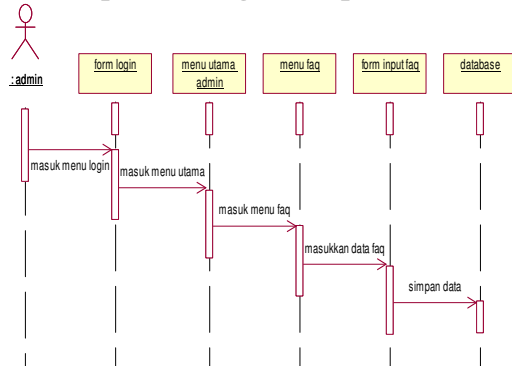 : admin
form login
menu utama
admin
menu faq
form input faq
database
masuk menu login
masuk menu utama
masuk menu faq
masukkan data faq
simpan data